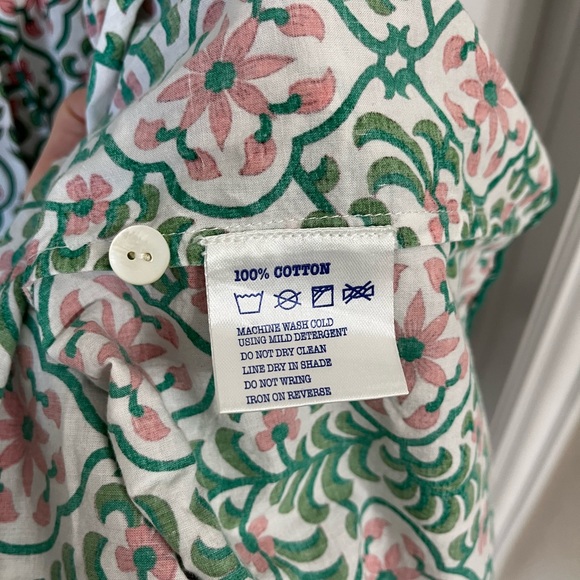 100% COTTON
MACHINE WASH COLD
USING MILD DETERGENT
DO NOT DRY CLEAN
LINE DRY IN SHADE
DO NOT WRING
IRON ON REVERSE